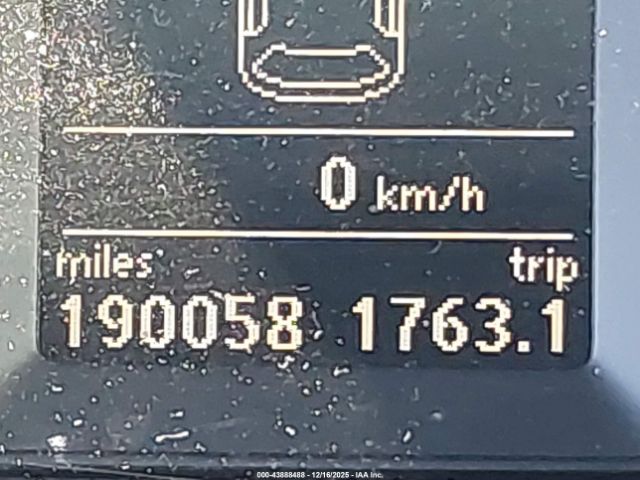 0 km/h
miles trip
190058 1763.1
000-43888488 - 12/16/2025 - IAA Inc.